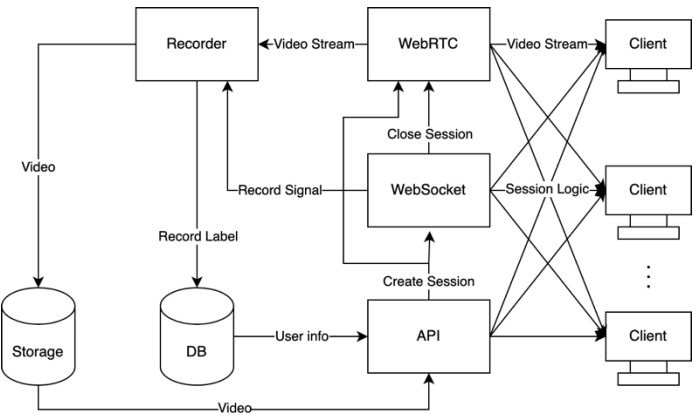 Recorder
Video Stream
WebRTC
Video Stream
Client
Close Session
Video
Record Signal
WebSocket
Session Logic
Client
Record Label
Create Session
...
Storage
DB
User info
API
Client
Video